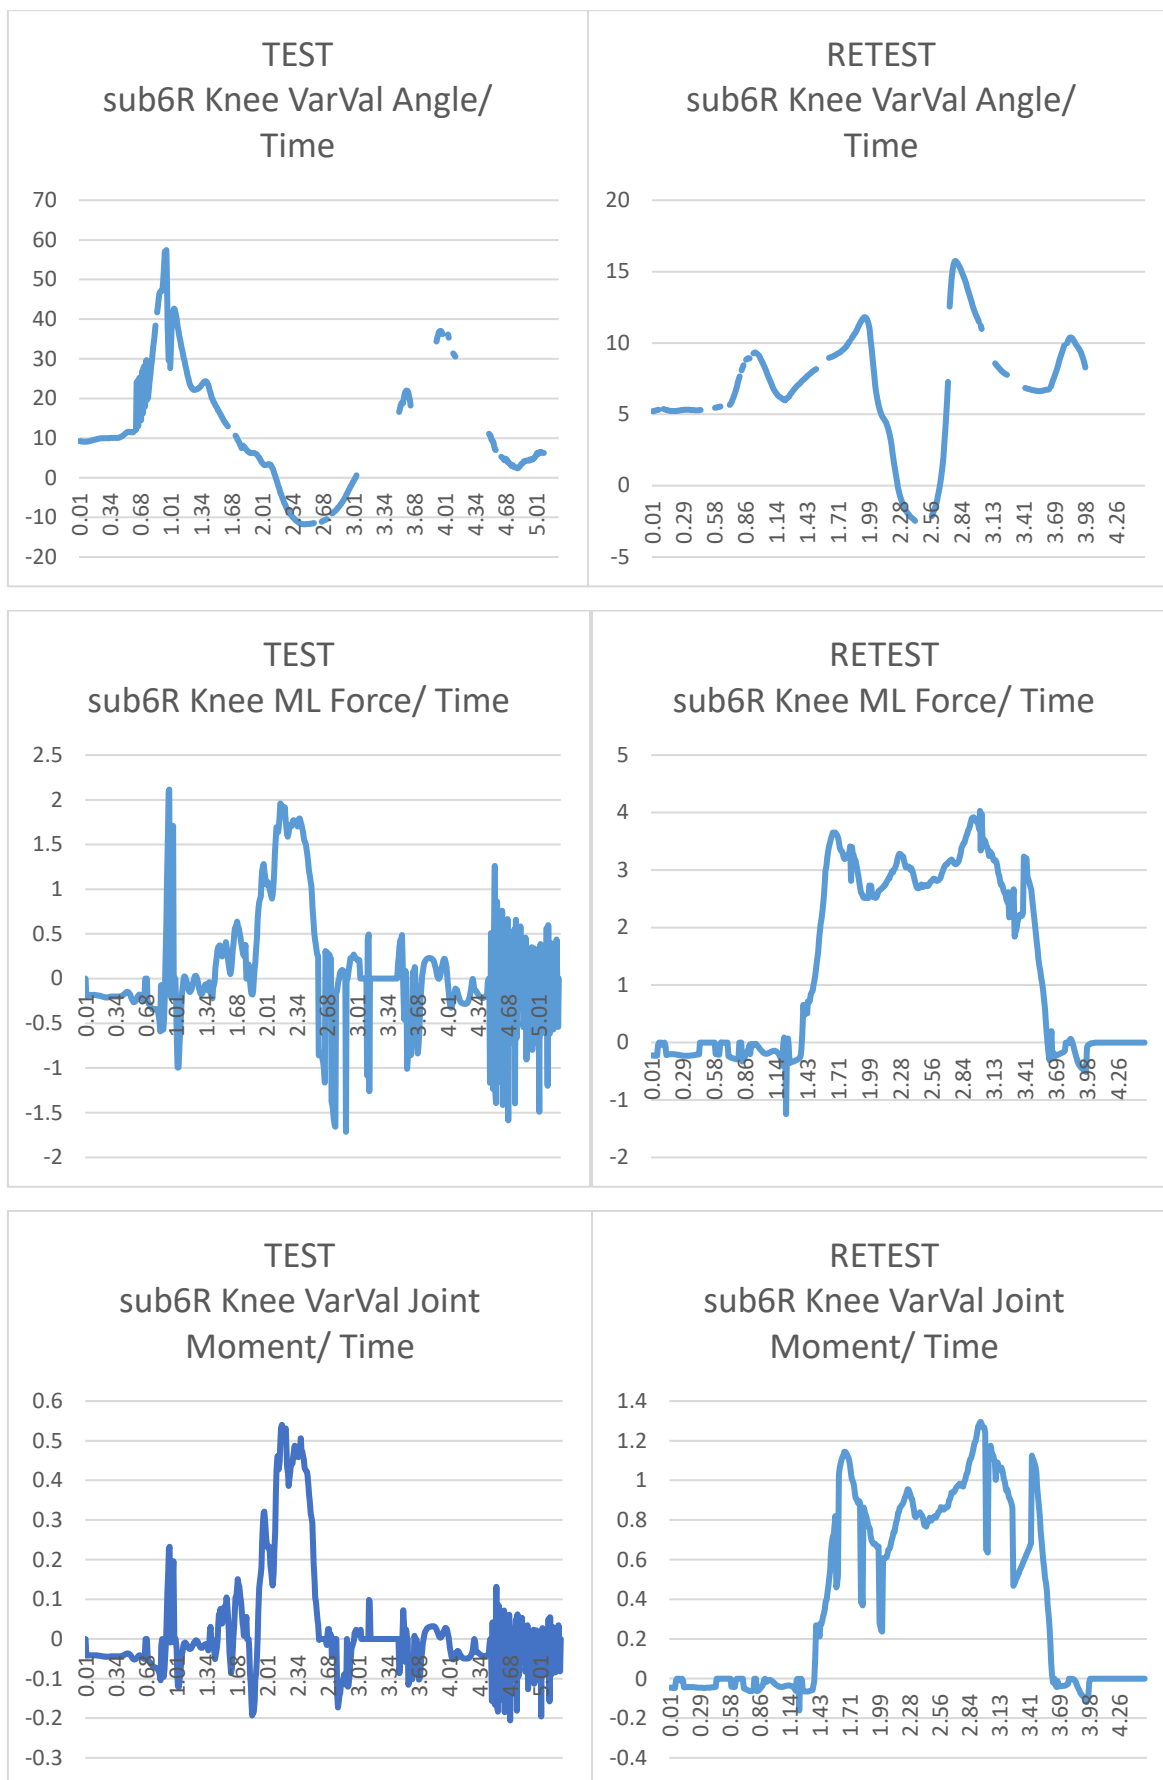 TEST
sub6R Knee VarVal Angle/
Time
70
60
50
40
30
20
10
0
-10
-20
0.01 0.34 0.68 1.01 1.34 1.68 2.01 2.34 2.68 3.01 3.34 3.68 4.01 4.34 4.68 5.01
RETEST
sub6R Knee VarVal Angle/
Time
20
15
10
5
0
-5
0.01 0.29 0.58 0.86 1.14 1.43 1.71 1.99 2.28 2.56 2.84 3.13 3.41 3.69 3.98 4.26
TEST
sub6R Knee ML Force/ Time
2.5
2
1.5
1
0.5
0
-0.5
-1
-1.5
-2
0.01 0.34 0.68 1.01 1.34 1.68 2.01 2.34 2.68 3.01 3.34 3.68 4.01 4.34 4.68 5.01
RETEST
sub6R Knee ML Force/ Time
5
4
3
2
1
0
-1
-2
0.01 0.29 0.58 0.86 1.14 1.43 1.71 1.99 2.28 2.56 2.84 3.13 3.41 3.69 3.98 4.26
TEST
sub6R Knee VarVal Joint
Moment/ Time
0.6
0.5
0.4
0.3
0.2
0.1
0
-0.1
-0.2
-0.3
0.01 0.34 0.68 1.01 1.34 1.68 2.01 2.34 2.68 3.01 3.34 3.68 4.01 4.34 4.68 5.01
RETEST
sub6R Knee VarVal Joint
Moment/ Time
1.4
1.2
1
0.8
0.6
0.4
0.2
0
-0.2
-0.4
0.01 0.29 0.58 0.86 1.14 1.43 1.71 1.99 2.28 2.56 2.84 3.13 3.41 3.69 3.98 4.26